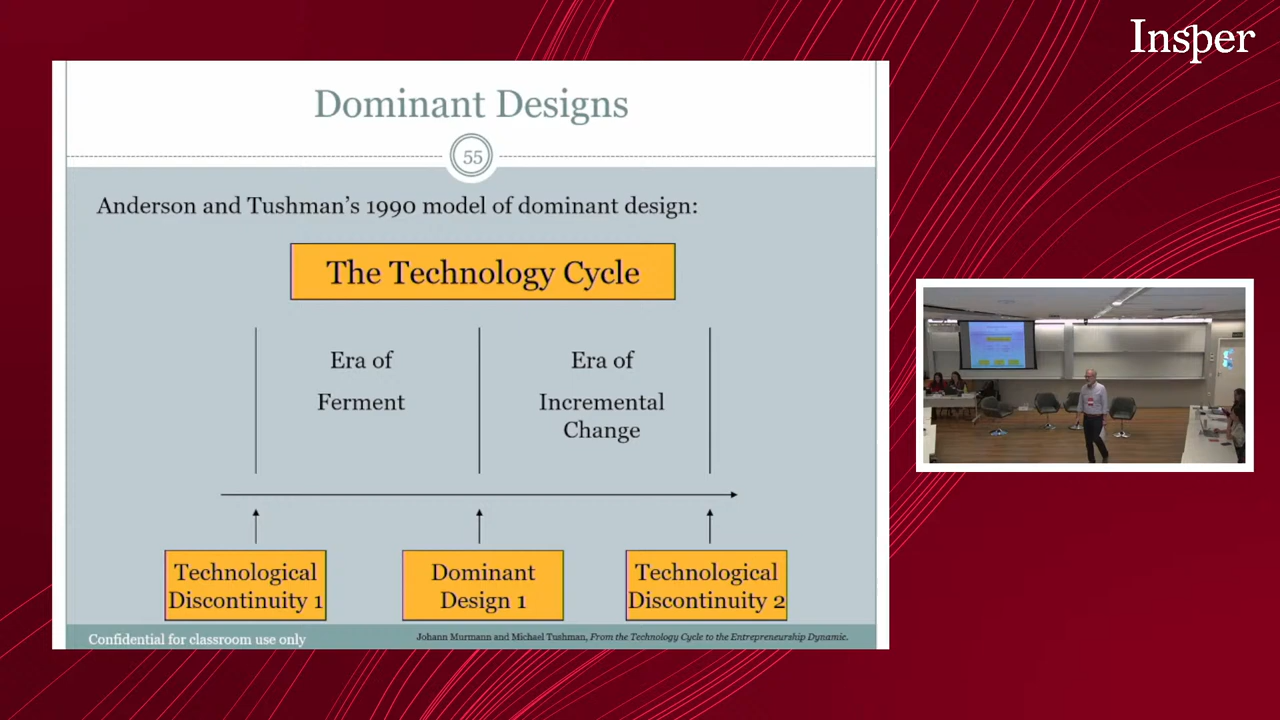 Insper
Dominant Designs
55
Anderson and Tushman's 1990 model of dominant design:
The Technology Cycle
Era of
Ferment
Era of
Incremental
Change
Technological
Discontinuity 1
Dominant
Design 1
Technological
Discontinuity 2
Confidential for classroom use only
Johann Murmann and Michael Tushman, From the Technology Cycle to the Entrepreneurship Dynamic.